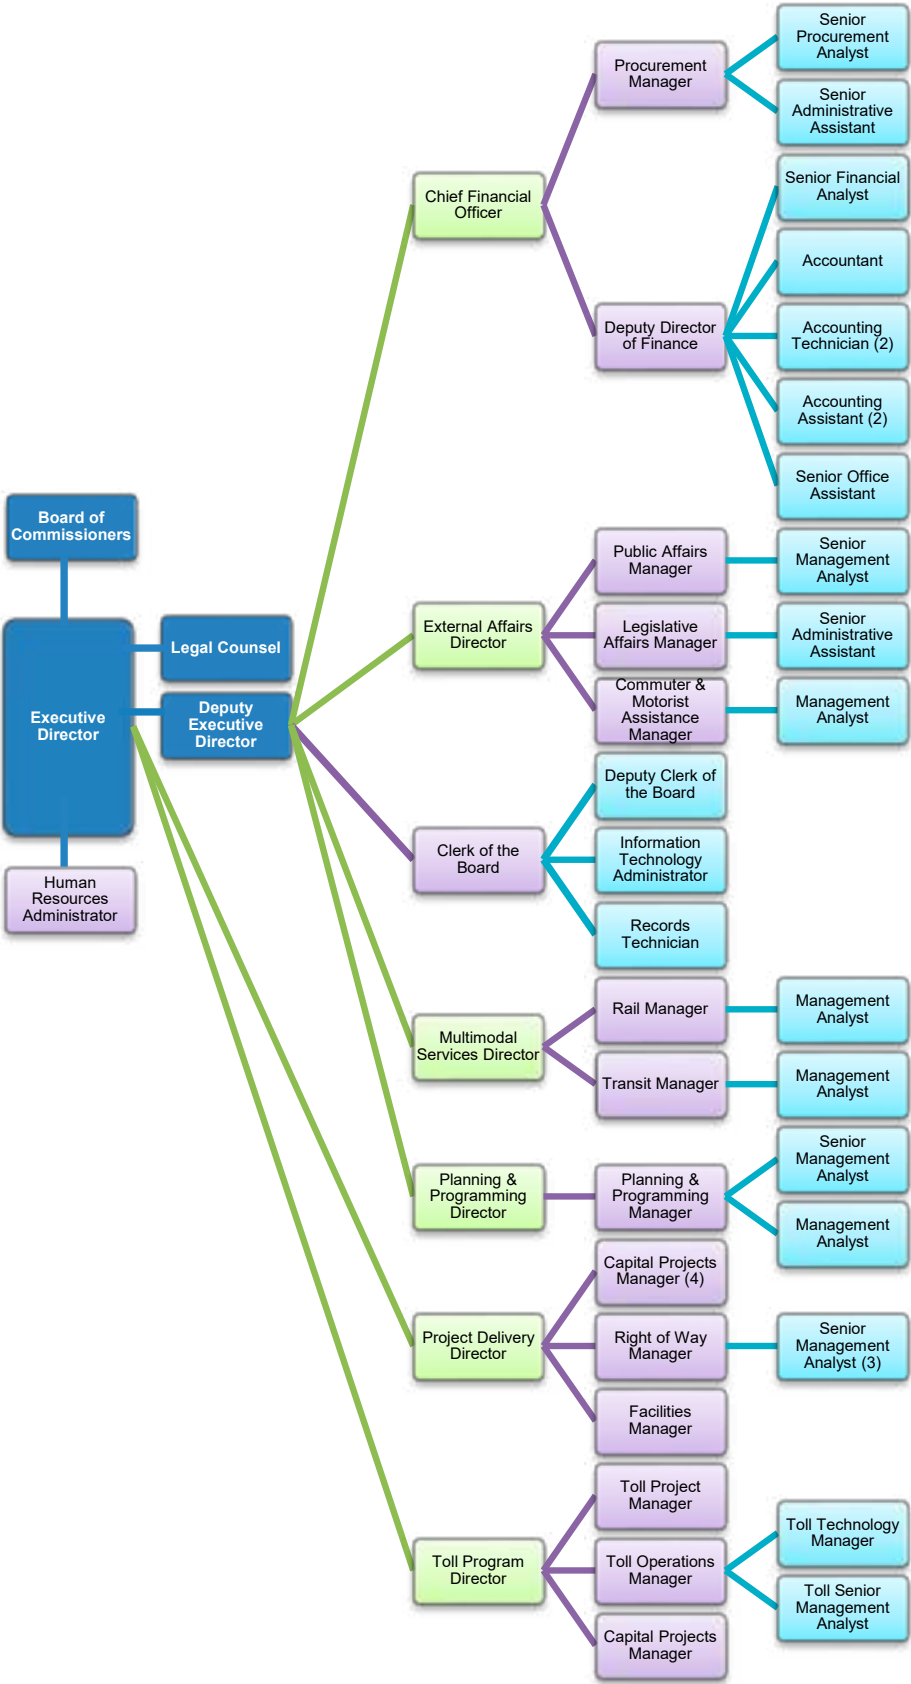 Board of
Commissioners
Executive
Director
Human
Resources
Administrator
Legal Counsel
Deputy
Executive
Director
Chief Financial
Officer
Procurement
Manager
Senior
Procurement
Analyst
Senior
Administrative
Assistant
Deputy Director
of Finance
Senior Financial
Analyst
Accountant
Accounting
Technician (2)
Accounting
Assistant (2)
Senior Office
Assistant
External Affairs
Director
Public Affairs
Manager
Senior
Management
Analyst
Legislative
Affairs Manager
Senior
Administrative
Assistant
Commuter &
Motorist
Assistance
Manager
Management
Analyst
Clerk of the
Board
Deputy Clerk of
the Board
Information
Technology
Administrator
Records
Technician
Multimodal
Services Director
Rail Manager
Management
Analyst
Transit Manager
Management
Analyst
Planning &
Programming
Director
Planning &
Programming
Manager
Senior
Management
Analyst
Management
Analyst
Project Delivery
Director
Capital Projects
Manager (4)
Right of Way
Manager
Senior
Management
Analyst (3)
Facilities
Manager
Toll Program
Director
Toll Project
Manager
Toll Operations
Manager
Toll Technology
Manager
Toll Senior
Management
Analyst
Capital Projects
Manager